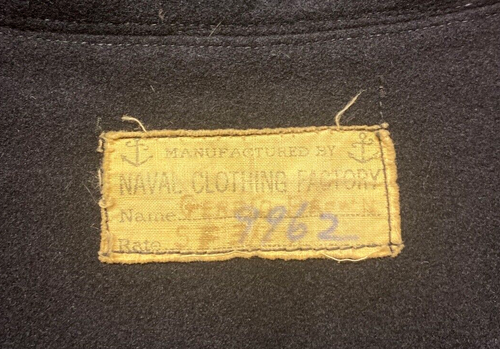 MANUFACTURED BY
NAVAL CLOTHING FACTORY
Name
9962
Rate